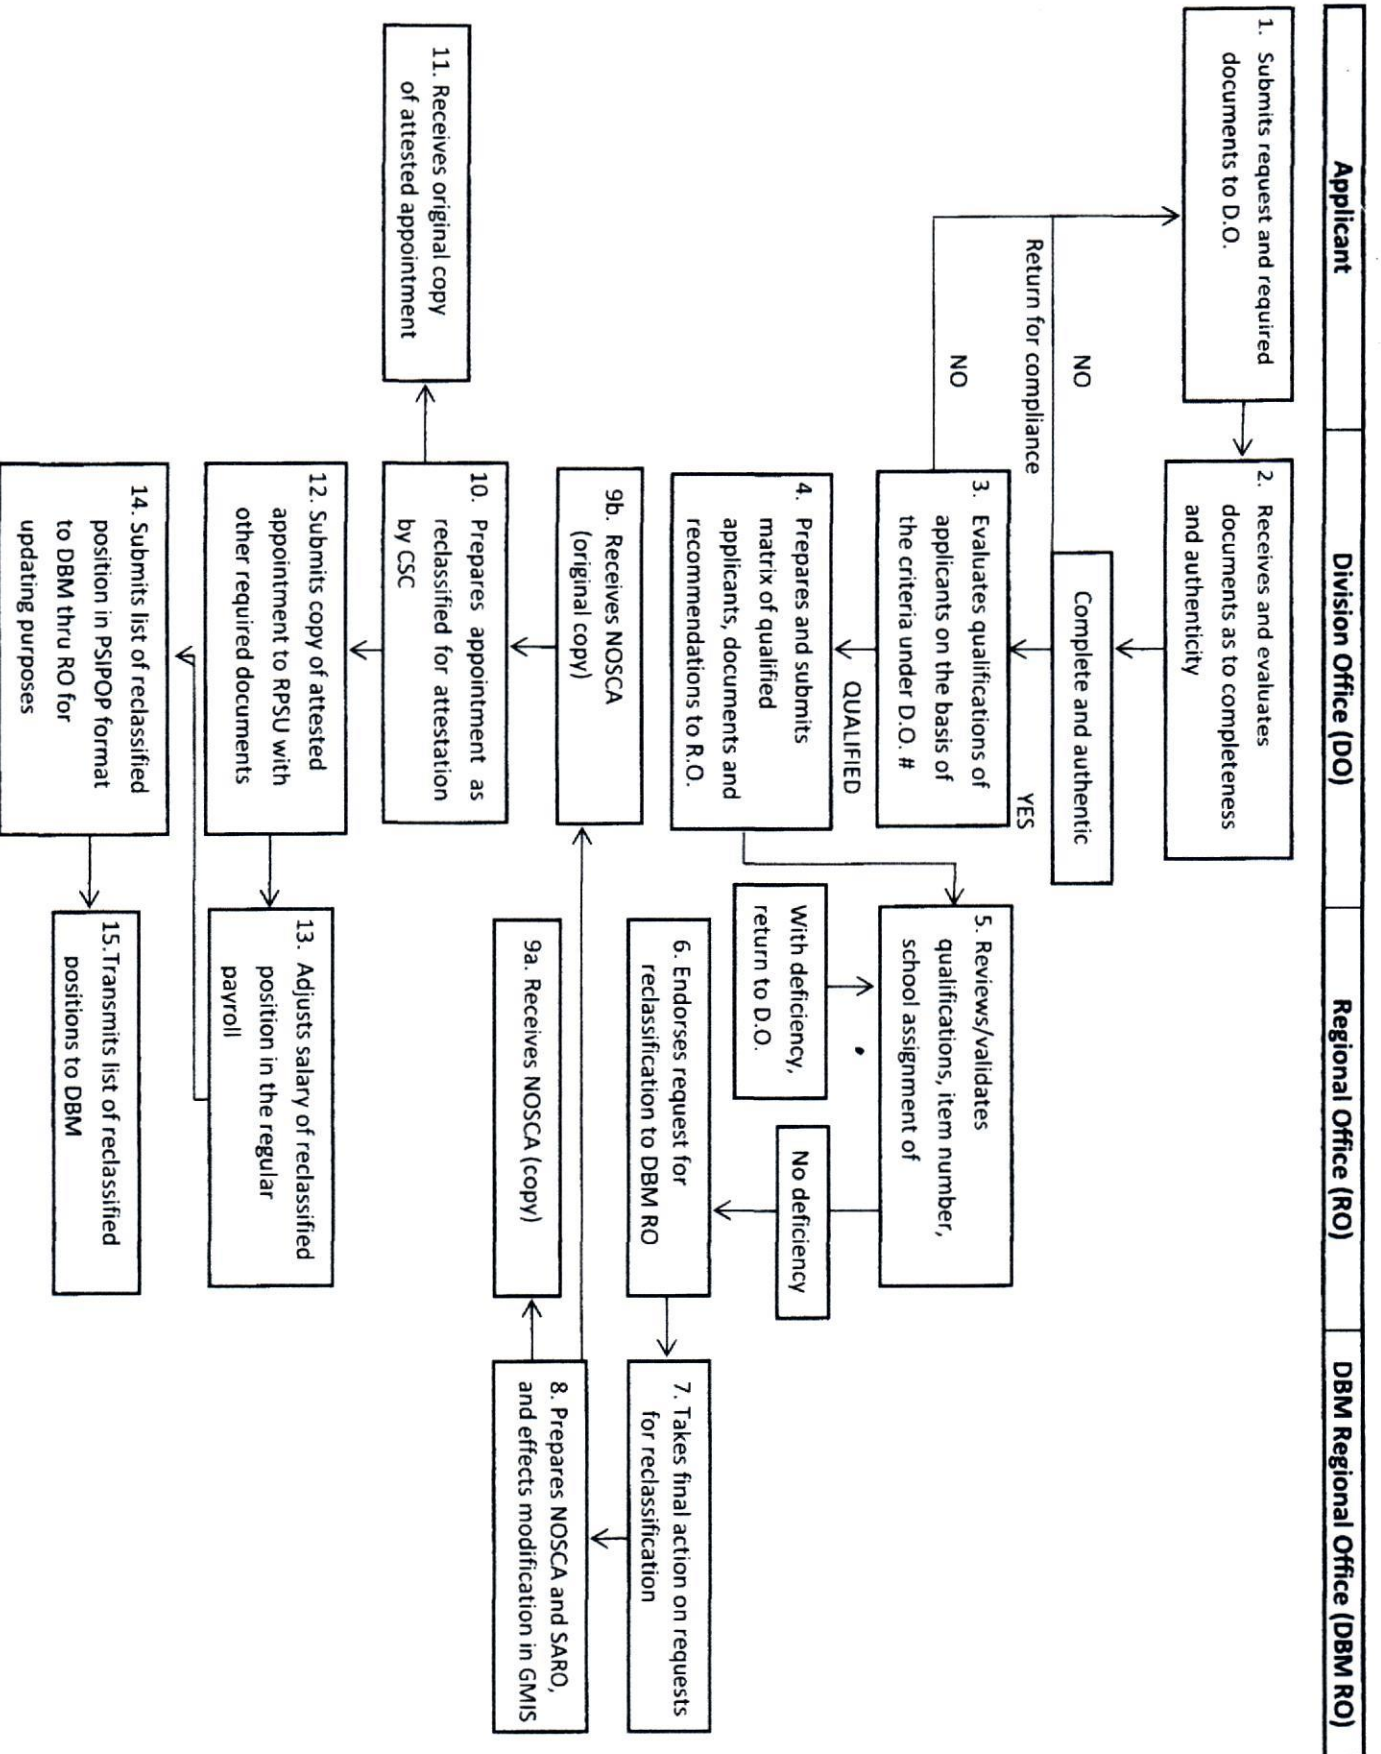 Applicant
Division Office (DO)
Regional Office (RO)
DBM Regional Office (DBM RO)
1. Submits request and required
documents to D.O.
2. Receives and evaluates
documents as to completeness
and authenticity
NO
Return for compliance
Complete and authentic
YES
NO
3. Evaluates qualifications of
applicants on the basis of
the criteria under D.O. #
QUALIFIED
4. Prepares and submits
matrix of qualified
applicants, documents and
recommendations to R.O.
5. Reviews/validates
qualifications, item number,
school assignment of
With deficiency,
return to D.O.
No deficiency
6. Endorses request for
reclassification to DBM RO
7. Takes final action on requests
for reclassification
8. Prepares NOSCA and SARO,
and effects modification in GMIS
9a. Receives NOSCA (copy)
9b. Receives NOSCA
(original copy)
10. Prepares appointment as
reclassified for attestation
by CSC
11. Receives original copy
of attested appointment
12. Submits copy of attested
appointment to RPSU with
other required documents
13. Adjusts salary of reclassified
position in the regular
payroll
14. Submits list of reclassified
position in PSIPOP format
to DBM thru RO for
updating purposes
15.Transmits list of reclassified
positions to DBM